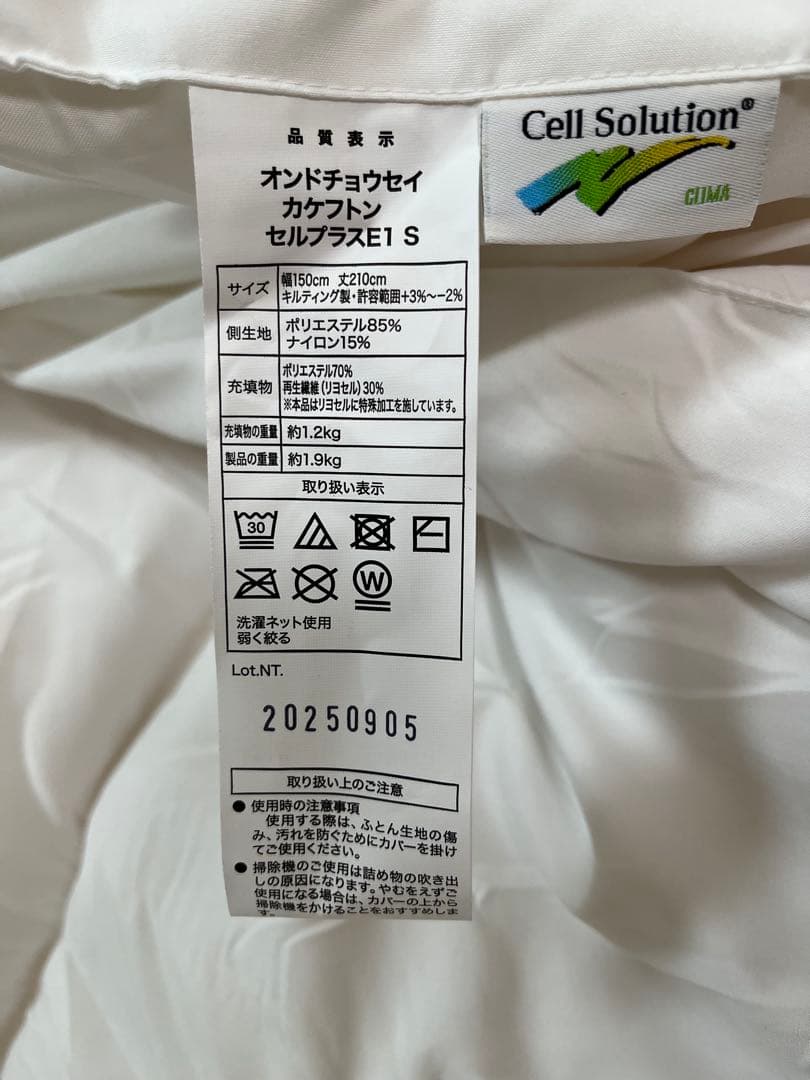 品質表示
オンドチョウセイ
カケフトン
セルプラスE1 S
サイズ
幅150cm 丈210cm
キルティング製・許容範囲+3%〜−2%
側生地
ポリエステル85%
ナイロン15%
充填物
ポリエステル70%
再生繊維(リヨセル)30%
※本品はリヨセルに特殊加工を施しています。
充填物の重量
約1.2kg
製品の重量
約1.9kg
取り扱い表示
30
W
洗濯ネット使用
弱く絞る
Lot.NT.
20250905
取り扱い上のご注意
● 使用時の注意事項
使用する際は、ふとん生地の傷
み、汚れを防ぐためにカバーを掛け
てご使用ください。
● 掃除機のご使用は詰め物の吹き出
しの原因になります。やむをえずご
使用になる場合は、カバーの上から
掃除機をかけることをおすすめしま
す。
Cell Solution®
CLIMA